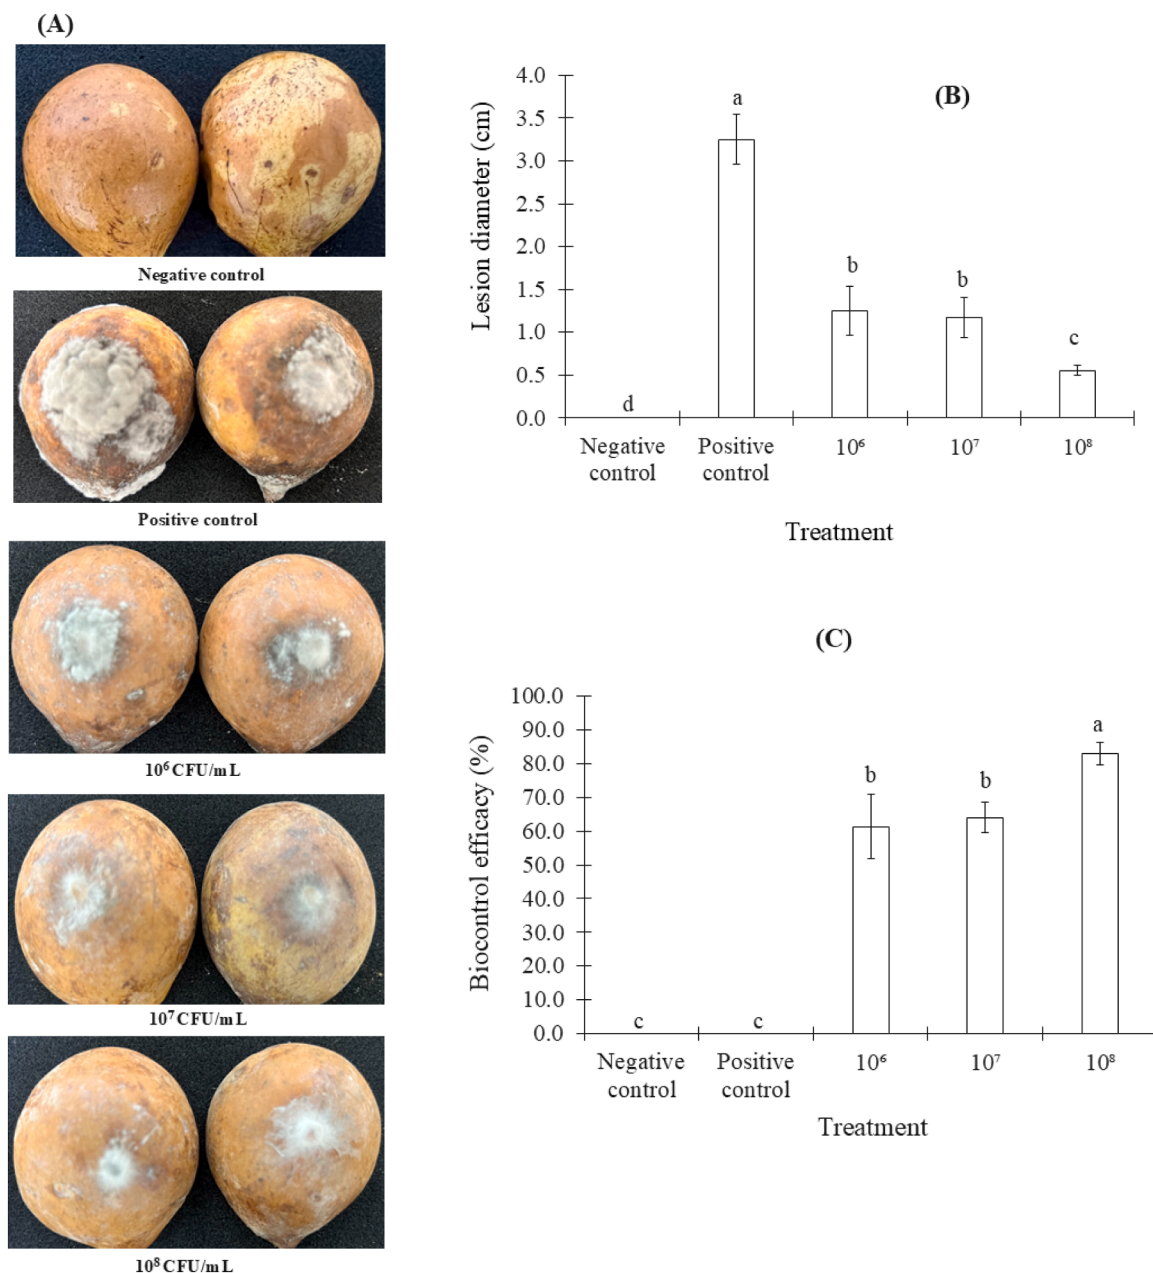 (A)
Negative control
Positive control
10⁶ CFU/mL
10⁷ CFU/mL
10⁸ CFU/mL
(B)
Lesion diameter (cm)
4.0
3.5
3.0
2.5
2.0
1.5
1.0
0.5
0.0
d
a
b
b
c
Negative control
Positive control
10⁶
10⁷
10⁸
Treatment
(C)
Biocontrol efficacy (%)
100.0
90.0
80.0
70.0
60.0
50.0
40.0
30.0
20.0
10.0
0.0
c
c
b
b
a
Negative control
Positive control
10⁶
10⁷
10⁸
Treatment